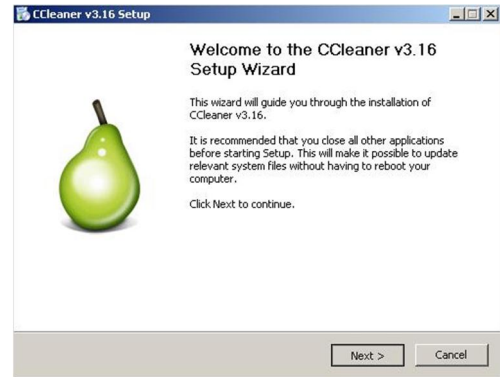 CCleaner v3.16 Setup
Welcome to the CCleaner v3.16
Setup Wizard
This wizard will guide you through the installation of
CCleaner v3.16.
It is recommended that you close all other applications
before starting Setup. This will make it possible to update
relevant system files without having to reboot your
computer.
Click Next to continue.
Next >
Cancel